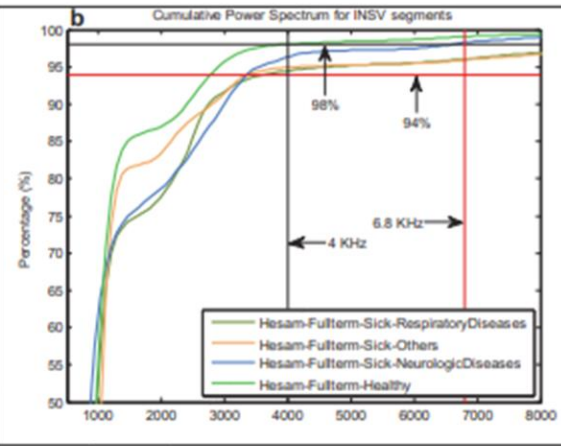 b
Cumulative Power Spectrum for INSV segments
100
95
90
85
80
75
70
65
60
55
50
Percentage (%)
98%
94%
6.8 KHz
4 KHz
Hesam-Fullterm-Sick-RespiratoryDiseases
Hesam-Fullterm-Sick-Others
Hesam-Fullterm-Sick-NeurologicDiseases
Hesam-Fullterm-Healthy
1000 2000 3000 4000 5000 6000 7000 8000